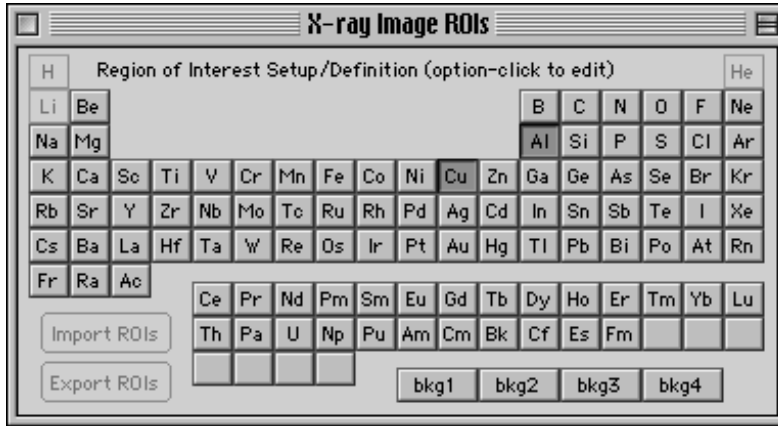 X-ray Image ROIs
H Region of Interest Setup/Definition (option-click to edit) He
Li Be B C N O F Ne
Na Mg Al Si P S Cl Ar
K Ca Sc Ti V Cr Mn Fe Co Ni Cu Zn Ga Ge As Se Br Kr
Rb Sr Y Zr Nb Mo Tc Ru Rh Pd Ag Cd In Sn Sb Te I Xe
Cs Ba La Hf Ta W Re Os Ir Pt Au Hg Tl Pb Bi Po At Rn
Fr Ra Ac
Ce Pr Nd Pm Sm Eu Gd Tb Dy Ho Er Tm Yb Lu
Import ROIs Th Pa U Np Pu Am Cm Bk Cf Es Fm
Export ROIs bkg1 bkg2 bkg3 bkg4